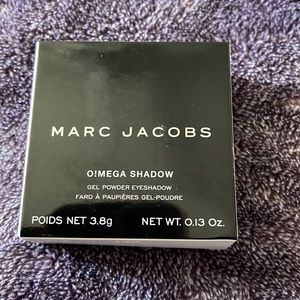 MARC JACOBS
O!MEGA SHADOW
GEL POWDER EYESHADOW
FARD À PAUPIÈRES GEL-POUDRE
POIDS NET 3.8g NET WT. 0.13 Oz.